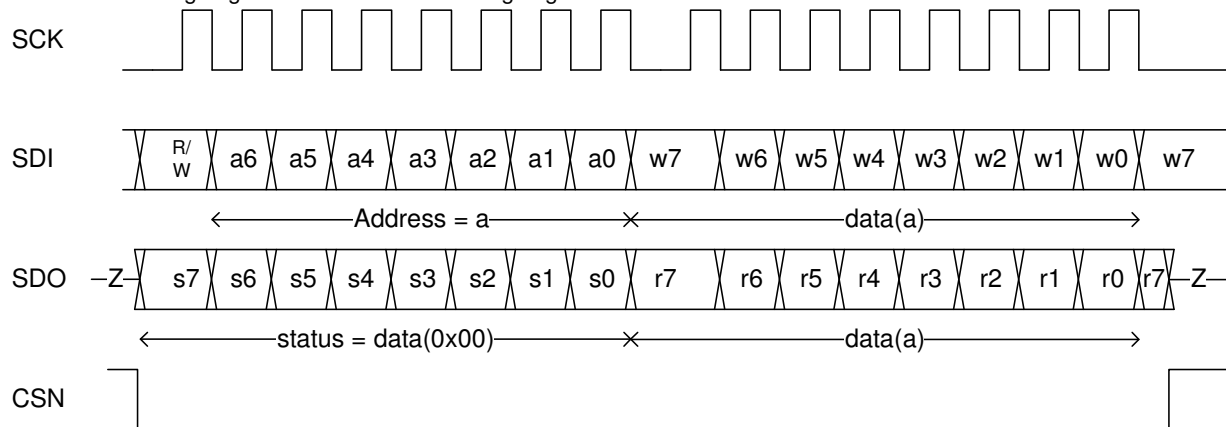 SCK
SDI R/ W a6 a5 a4 a3 a2 a1 a0 w7 w6 w5 w4 w3 w2 w1 w0 w7
Address = a data(a)
SDO Z s7 s6 s5 s4 s3 s2 s1 s0 r7 r6 r5 r4 r3 r2 r1 r0 r7 Z
status = data(0x00) data(a)
CSN